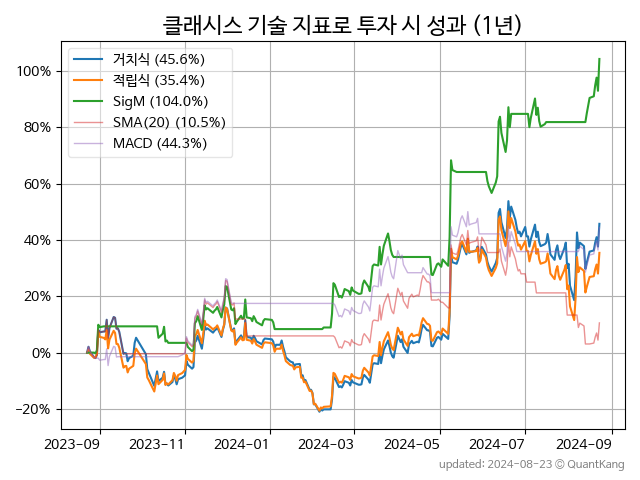 클래시스 기술 지표로 투자 시 성과 (1년)
거치식 (45.6%)
적립식 (35.4%)
SigM (104.0%)
SMA(20) (10.5%)
MACD (44.3%)
100%
80%
60%
40%
20%
0%
−20%
2023-09 2023-11 2024-01 2024-03 2024-05 2024-07 2024-09
updated: 2024-08-23 © QuantKang